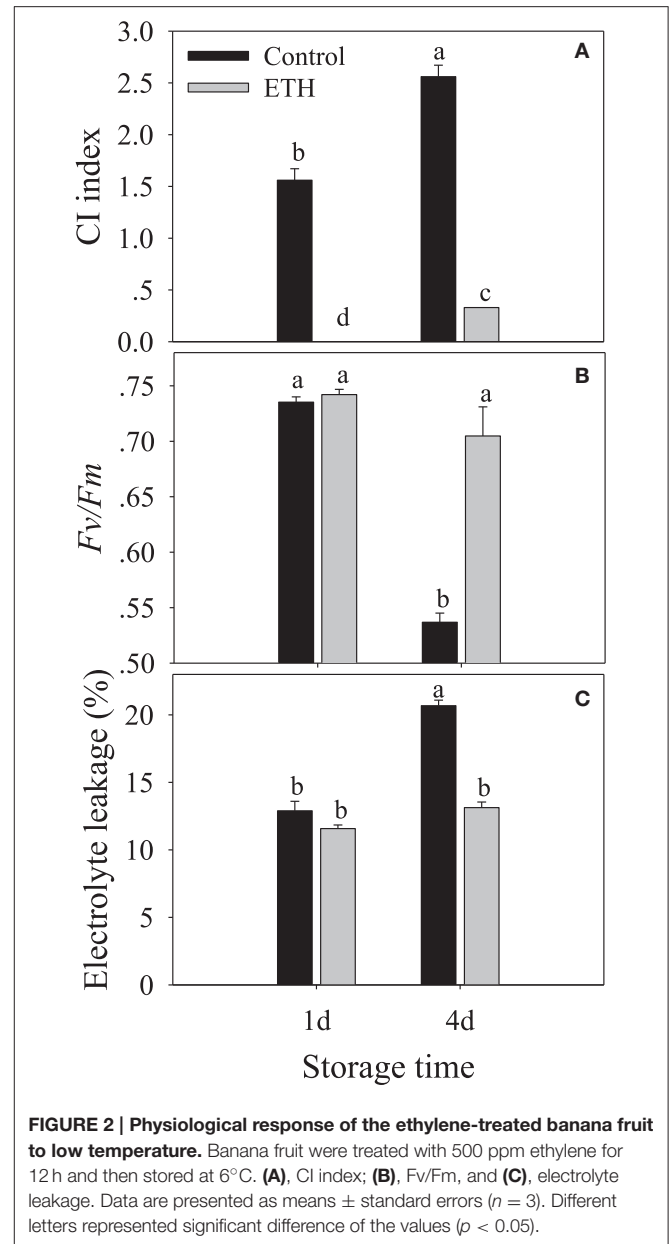 3.0
2.5
2.0
1.5
1.0
.5
0.0
CI index
Control
ETH
A
b
d
a
c
.75
.70
.65
.60
.55
.50
Fv/Fm
B
a
a
b
a
20
15
10
5
0
Electrolyte leakage (%)
C
b
b
a
b
1d 4d
Storage time
FIGURE 2 | Physiological response of the ethylene-treated banana fruit
to low temperature. Banana fruit were treated with 500 ppm ethylene for
12 h and then stored at 6°C. (A), CI index; (B), Fv/Fm, and (C), electrolyte
leakage. Data are presented as means ± standard errors (n = 3). Different
letters represented significant difference of the values (p < 0.05).